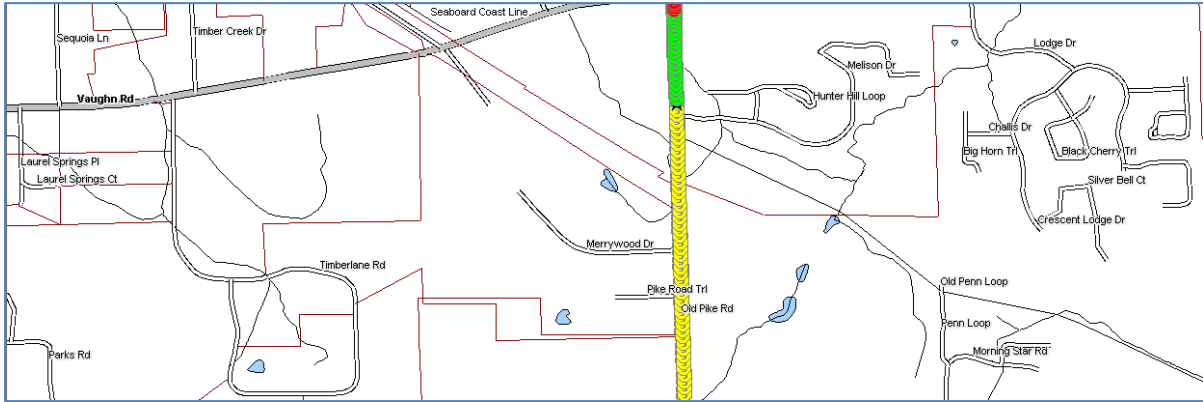 Seaboard Coast Line
Sequoia Ln
Timber Creek Dr
Lodge Dr
Melison Dr
Vaughn Rd
Hunter Hill Loop
Challis Dr
Big Horn Trl
Black Cherry Trl
Laurel Springs Pl
Laurel Springs Ct
Silver Bell Ct
Crescent Lodge Dr
Merrywood Dr
Timberlane Rd
Old Penn Loop
Pike Road Trl
Old Pike Rd
Penn Loop
Parks Rd
Morning Star Rd